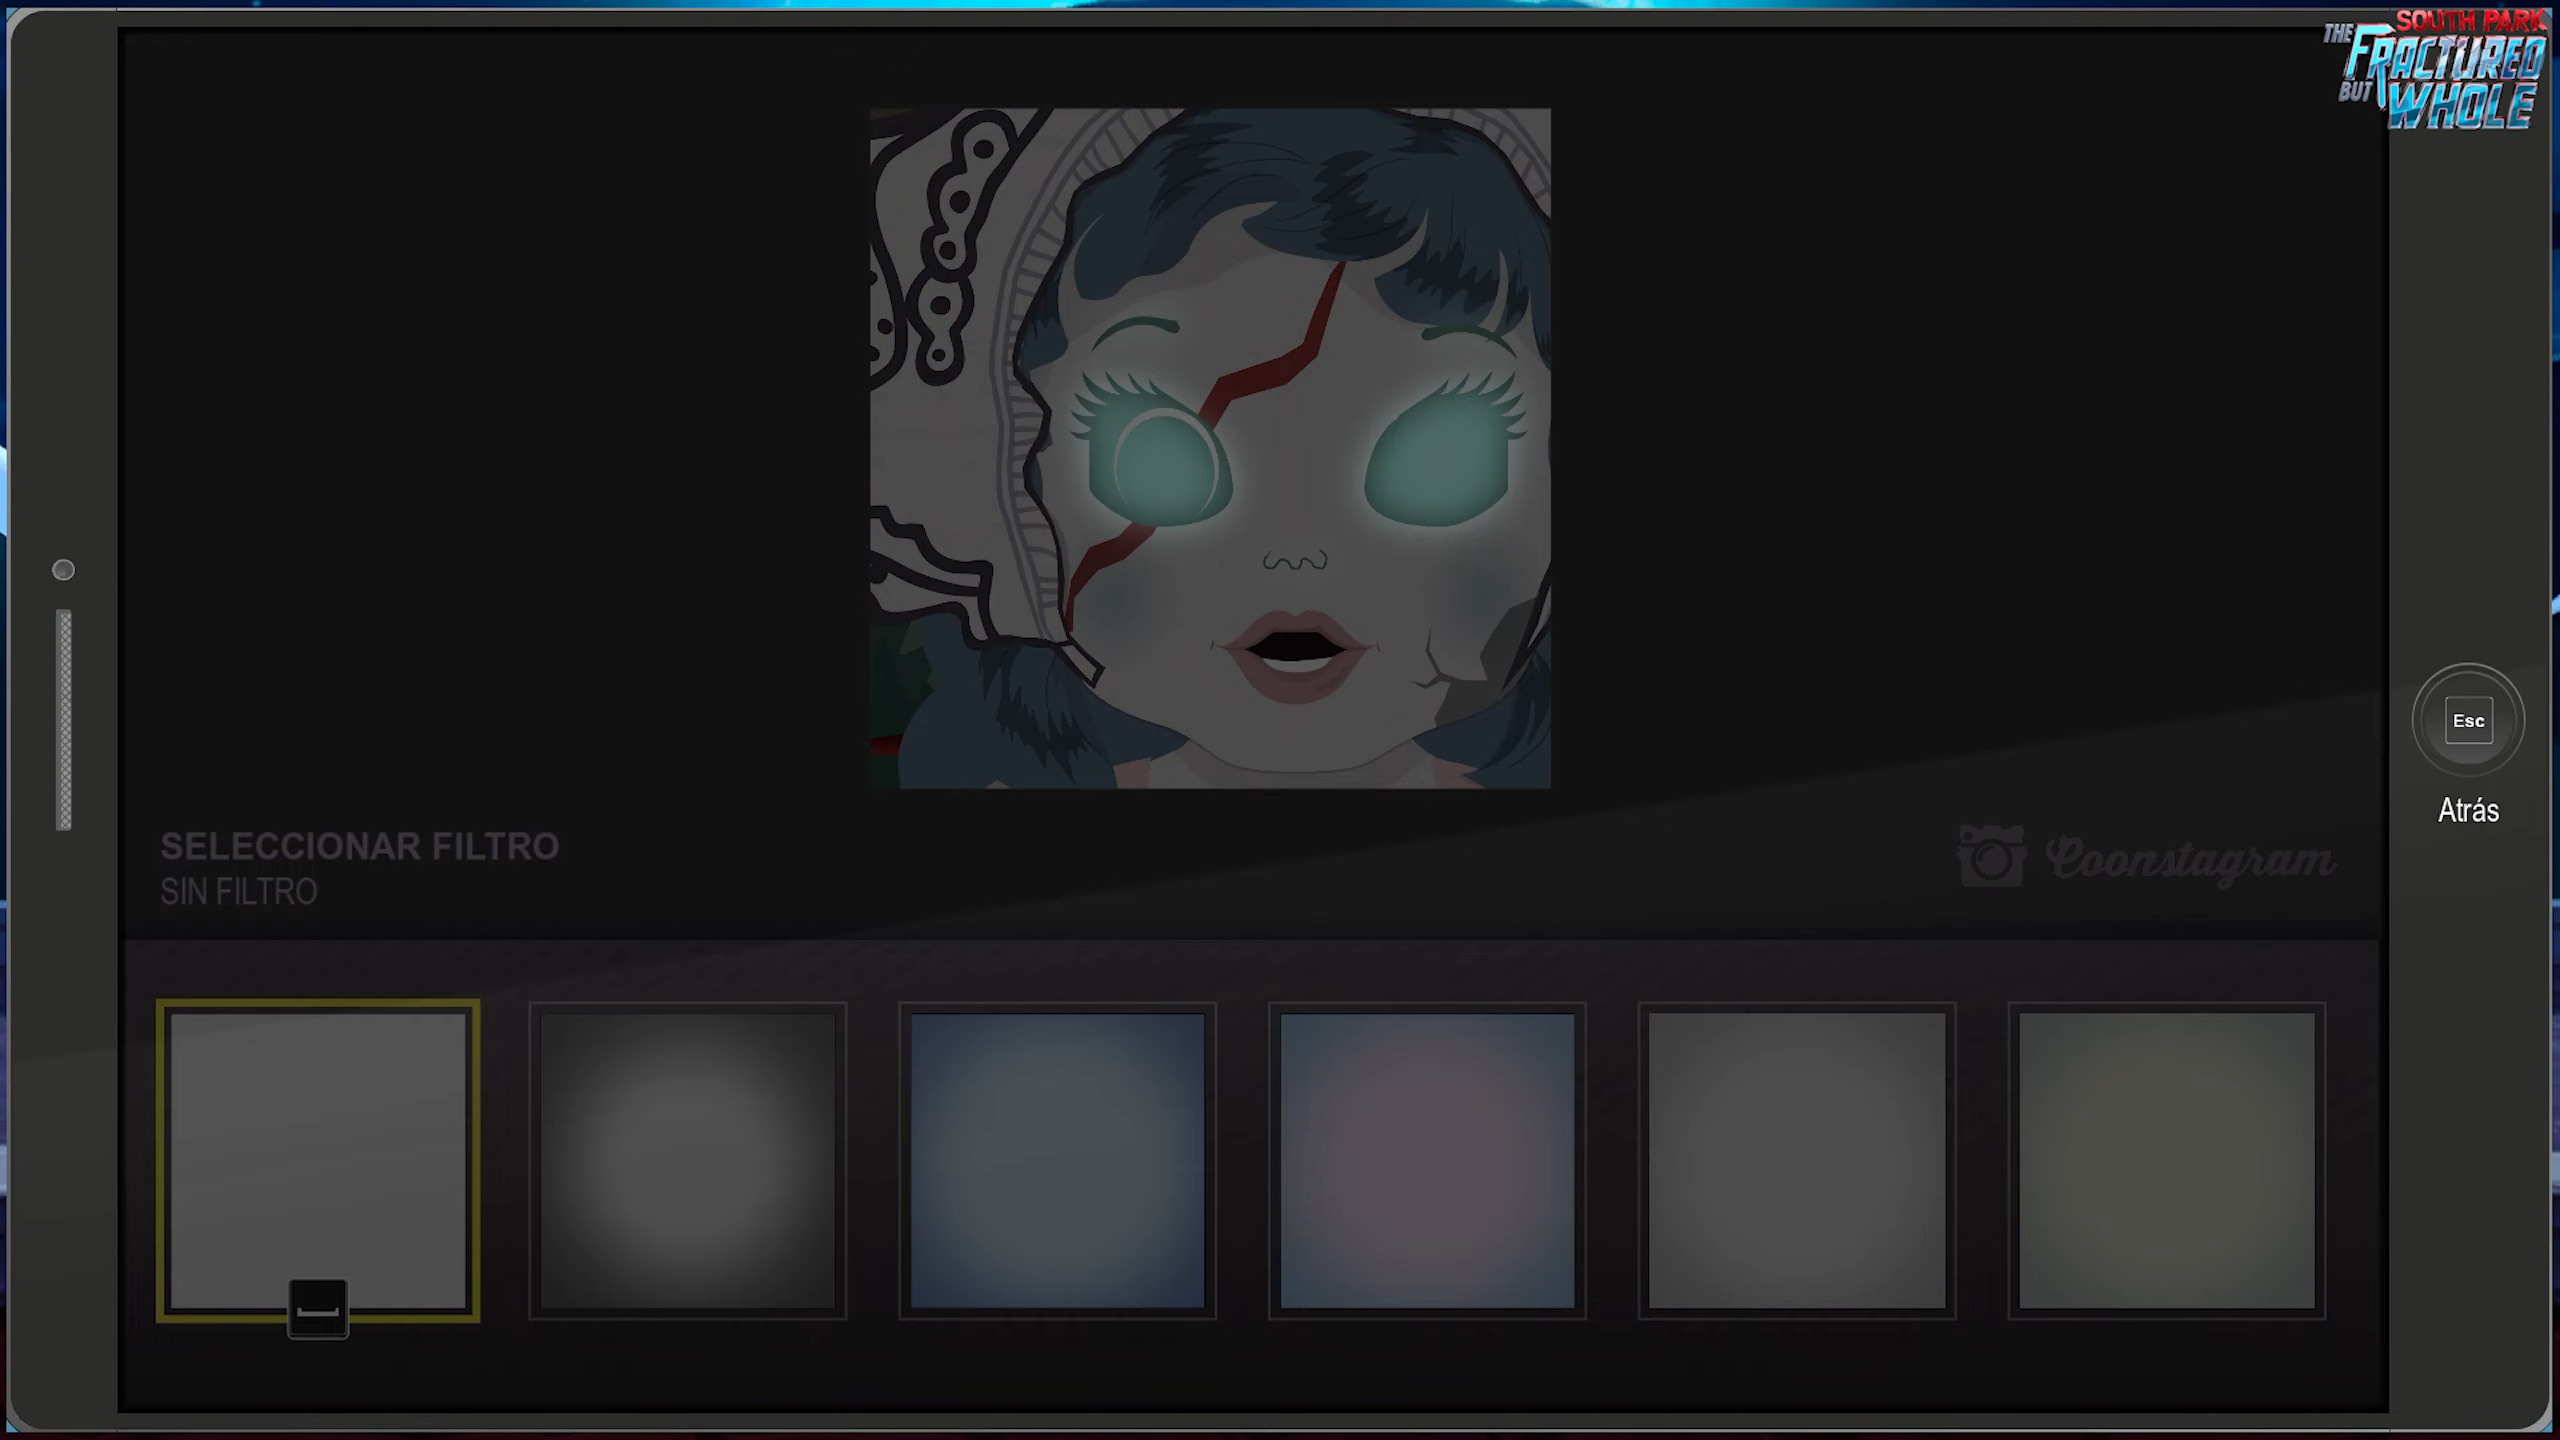 SOUTH PARK
THE FRACTURED
BUT WHOLE
Esc
Atrás
SELECCIONAR FILTRO
SIN FILTRO
Coonstagram